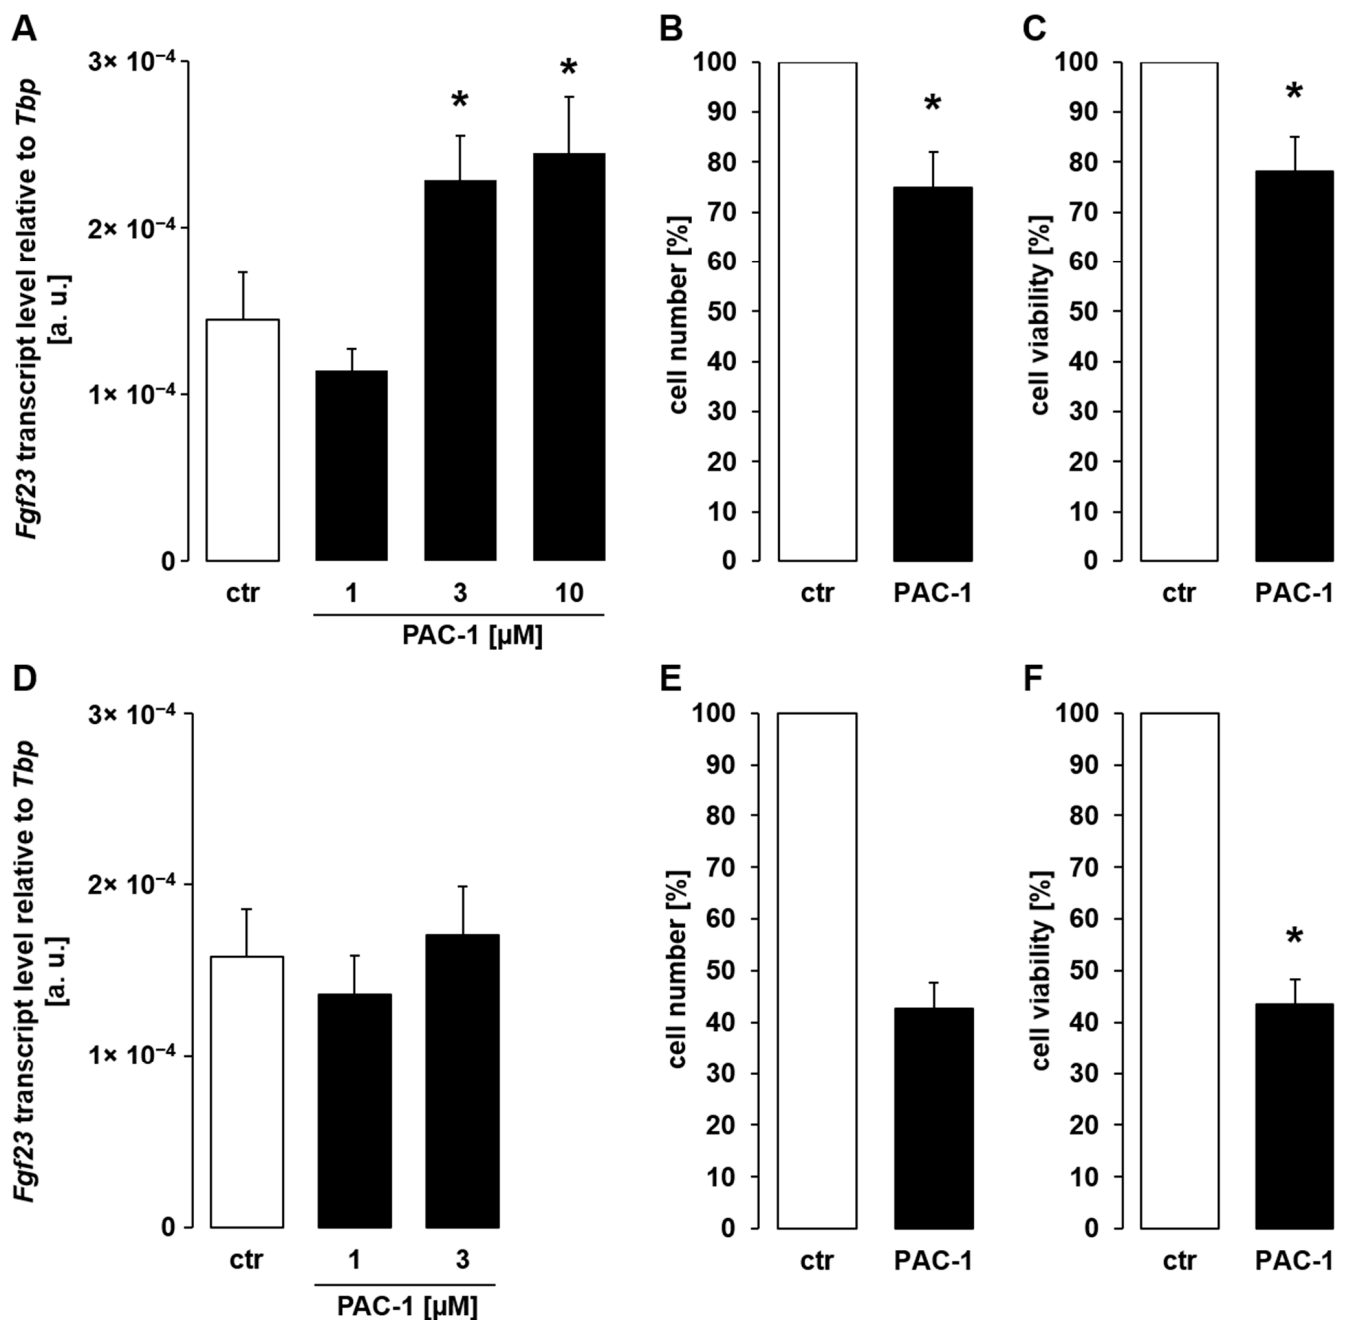 A
Fgf23 transcript level relative to Tbp
[a. u.]
3× 10⁻⁴
2× 10⁻⁴
1× 10⁻⁴
0
*
*
ctr
1
3
10
PAC-1 [µM]
B
cell number [%]
100
90
80
70
60
50
40
30
20
10
0
*
ctr
PAC-1
C
cell viability [%]
100
90
80
70
60
50
40
30
20
10
0
*
ctr
PAC-1
D
Fgf23 transcript level relative to Tbp
[a. u.]
3× 10⁻⁴
2× 10⁻⁴
1× 10⁻⁴
0
ctr
1
3
PAC-1 [µM]
E
cell number [%]
100
90
80
70
60
50
40
30
20
10
0
ctr
PAC-1
F
cell viability [%]
100
90
80
70
60
50
40
30
20
10
0
*
ctr
PAC-1